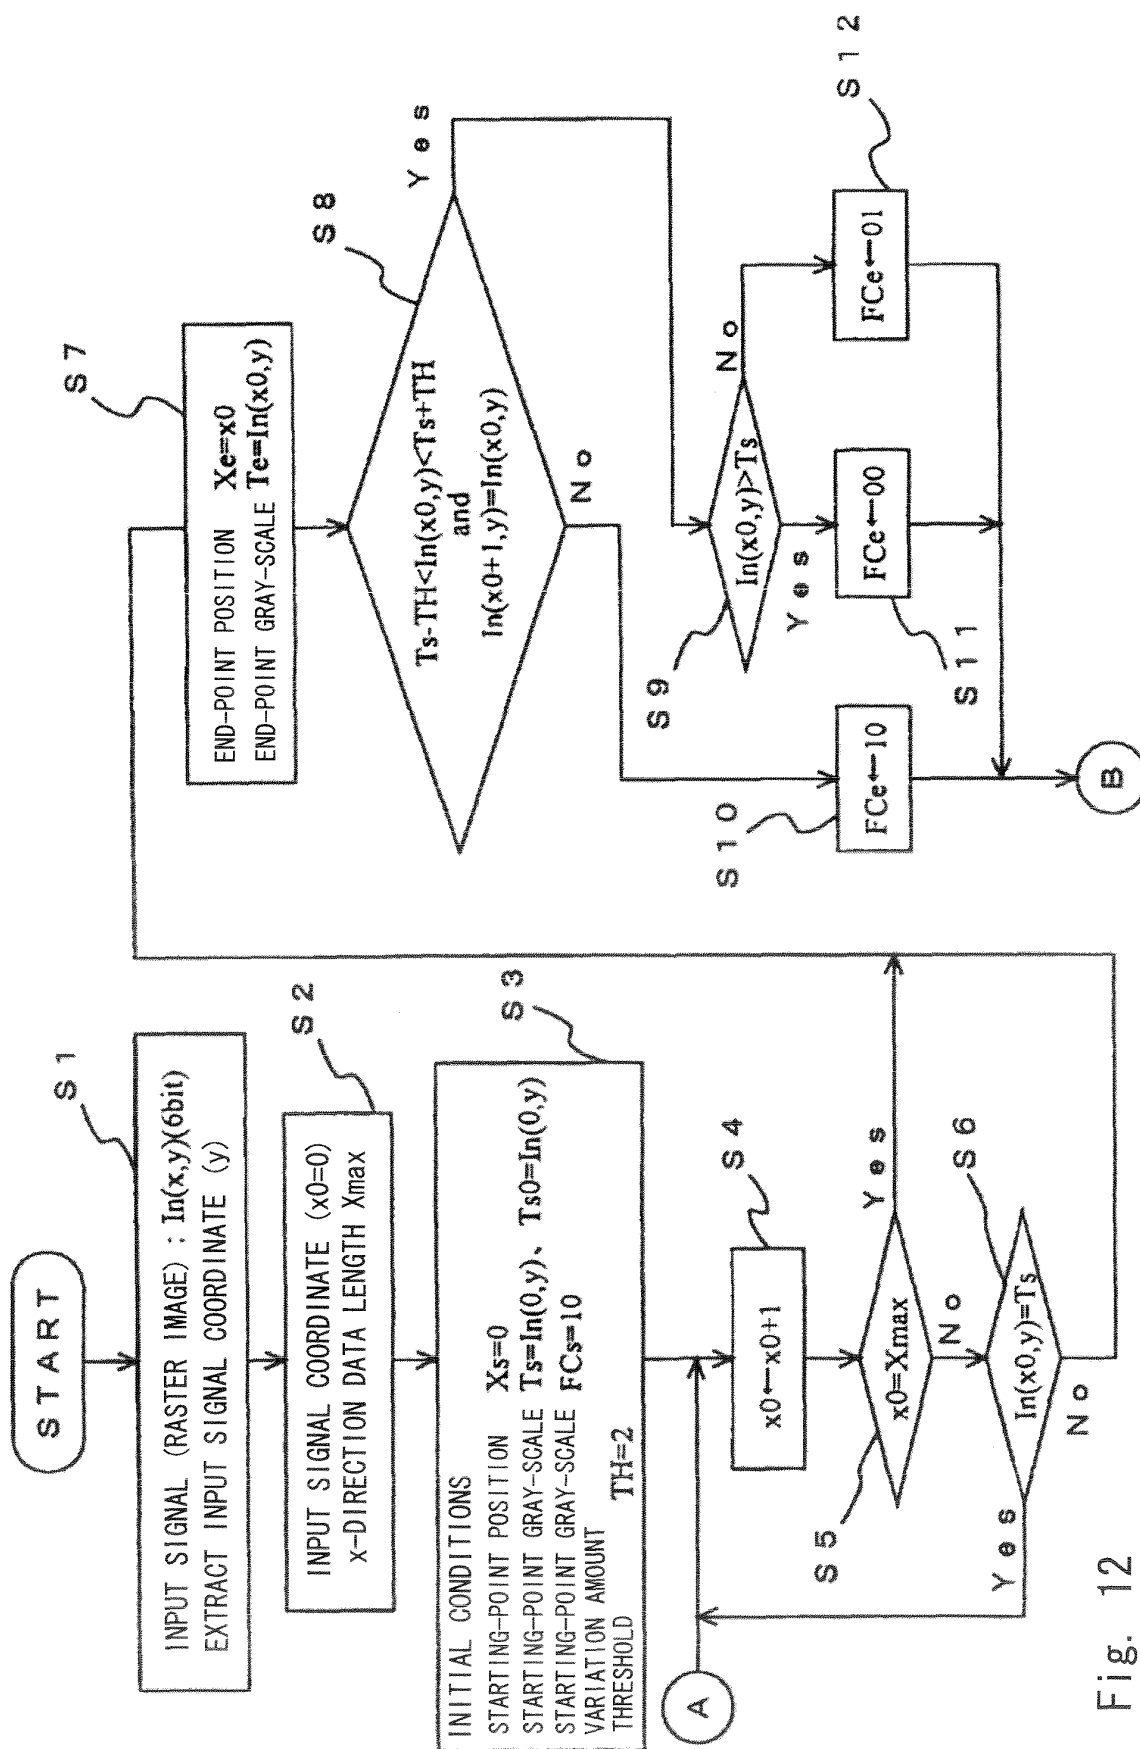 START
S1
INPUT SIGNAL (RASTER IMAGE) : In(x,y)(6bit)
EXTRACT INPUT SIGNAL COORDINATE (y)
S2
INPUT SIGNAL COORDINATE (x0=0)
x-DIRECTION DATA LENGTH Xmax
S3
INITIAL CONDITIONS
STARTING-POINT POSITION Xs=0
STARTING-POINT GRAY-SCALE Ts=In(0,y)、Ts0=In(0,y)
STARTING-POINT GRAY-SCALE FCs=10
VARIATION AMOUNT
THRESHOLD TH=2
A
S4
x0←x0+1
S5
x0=Xmax
Yes
No
S6
In(x0,y)=Ts
Yes
No
S7
END-POINT POSITION Xe=x0
END-POINT GRAY-SCALE Te=In(x0,y)
S8
Ts-TH<In(x0,y)<Ts+TH
and
In(x0+1,y)=In(x0,y)
Yes
No
S9
In(x0,y)>Ts
No
Yes
S10
FCe←10
S11
FCe←00
S12
FCe←01
B
Fig. 12